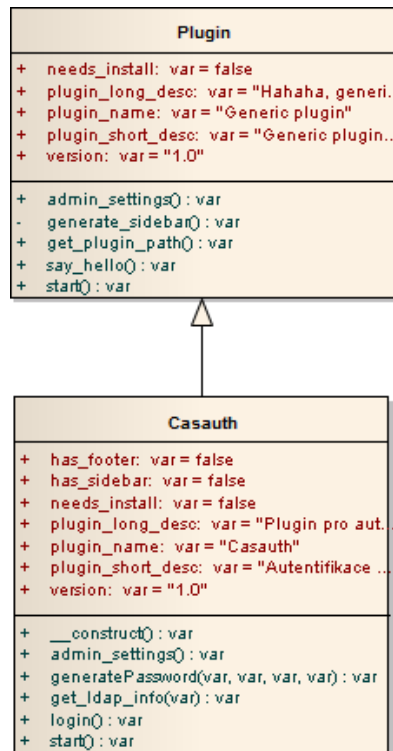 Plugin
+ needs_install: var = false
+ plugin_long_desc: var = "Hahaha, generi...
+ plugin_name: var = "Generic plugin"
+ plugin_short_desc: var = "Generic plugin...
+ version: var = "1.0"
+ admin_settings() : var
- generate_sidebar() : var
+ get_plugin_path() : var
+ say_hello() : var
+ start() : var
Casauth
+ has_footer: var = false
+ has_sidebar: var = false
+ needs_install: var = false
+ plugin_long_desc: var = "Plugin pro aut...
+ plugin_name: var = "Casauth"
+ plugin_short_desc: var = "Autentifikace ...
+ version: var = "1.0"
+ __construct() : var
+ admin_settings() : var
+ generatePassword(var, var, var, var) : var
+ get_ldap_info(var) : var
+ login() : var
+ start() : var